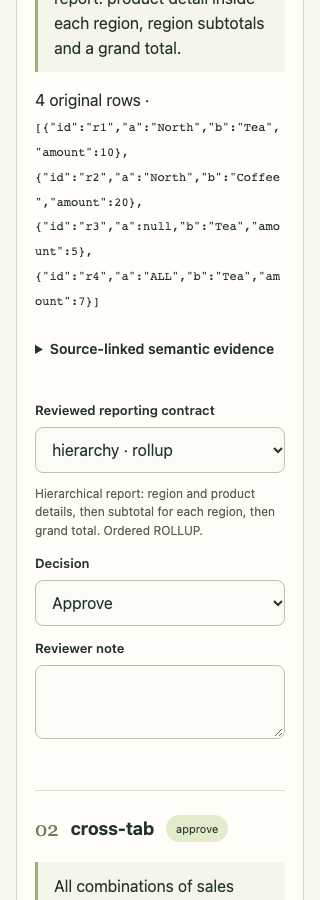 report: product detail inside
each region, region subtotals
and a grand total.
4 original rows ·
[{"id":"r1","a":"North","b":"Tea",
"amount":10},
{"id":"r2","a":"North","b":"Coffee
","amount":20},
{"id":"r3","a":null,"b":"Tea","amo
unt":5},
{"id":"r4","a":"ALL","b":"Tea","am
ount":7}]
▶ Source-linked semantic evidence
Reviewed reporting contract
hierarchy · rollup
Hierarchical report: region and product
details, then subtotal for each region, then
grand total. Ordered ROLLUP.
Decision
Approve
Reviewer note
02 cross-tab approve
All combinations of sales